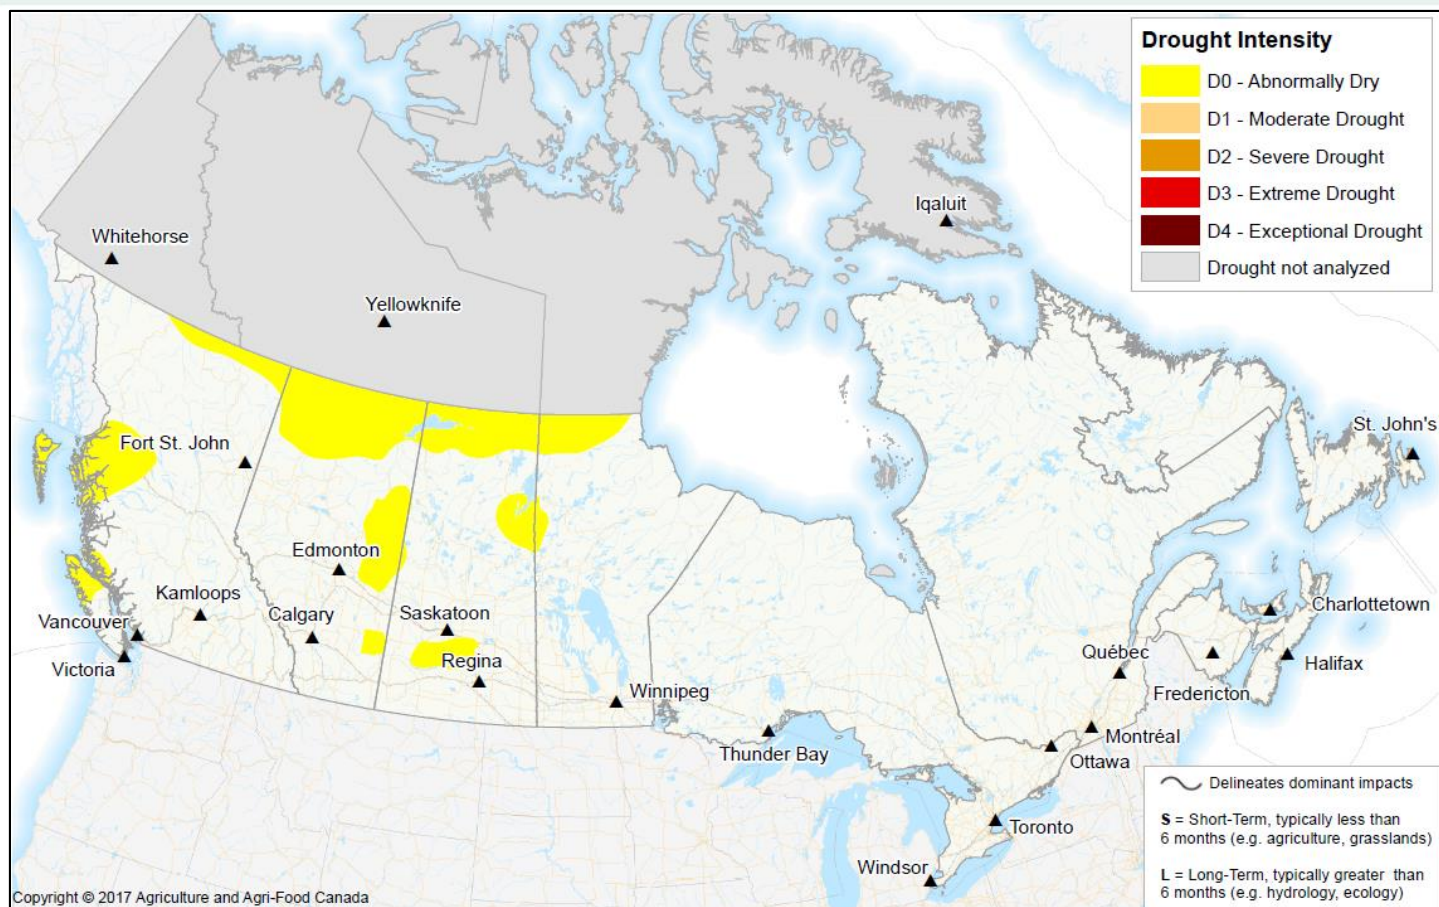 Drought Intensity
D0 - Abnormally Dry
D1 - Moderate Drought
D2 - Severe Drought
D3 - Extreme Drought
D4 - Exceptional Drought
Drought not analyzed
Iqaluit
Whitehorse
Yellowknife
Fort St. John
St. John's
Edmonton
Kamloops
Calgary
Saskatoon
Vancouver
Charlottetown
Victoria
Regina
Québec
Halifax
Winnipeg
Fredericton
Montréal
Thunder Bay
Ottawa
Toronto
Windsor
Delineates dominant impacts
S = Short-Term, typically less than
6 months (e.g. agriculture, grasslands)
L = Long-Term, typically greater than
6 months (e.g. hydrology, ecology)
Copyright © 2017 Agriculture and Agri-Food Canada